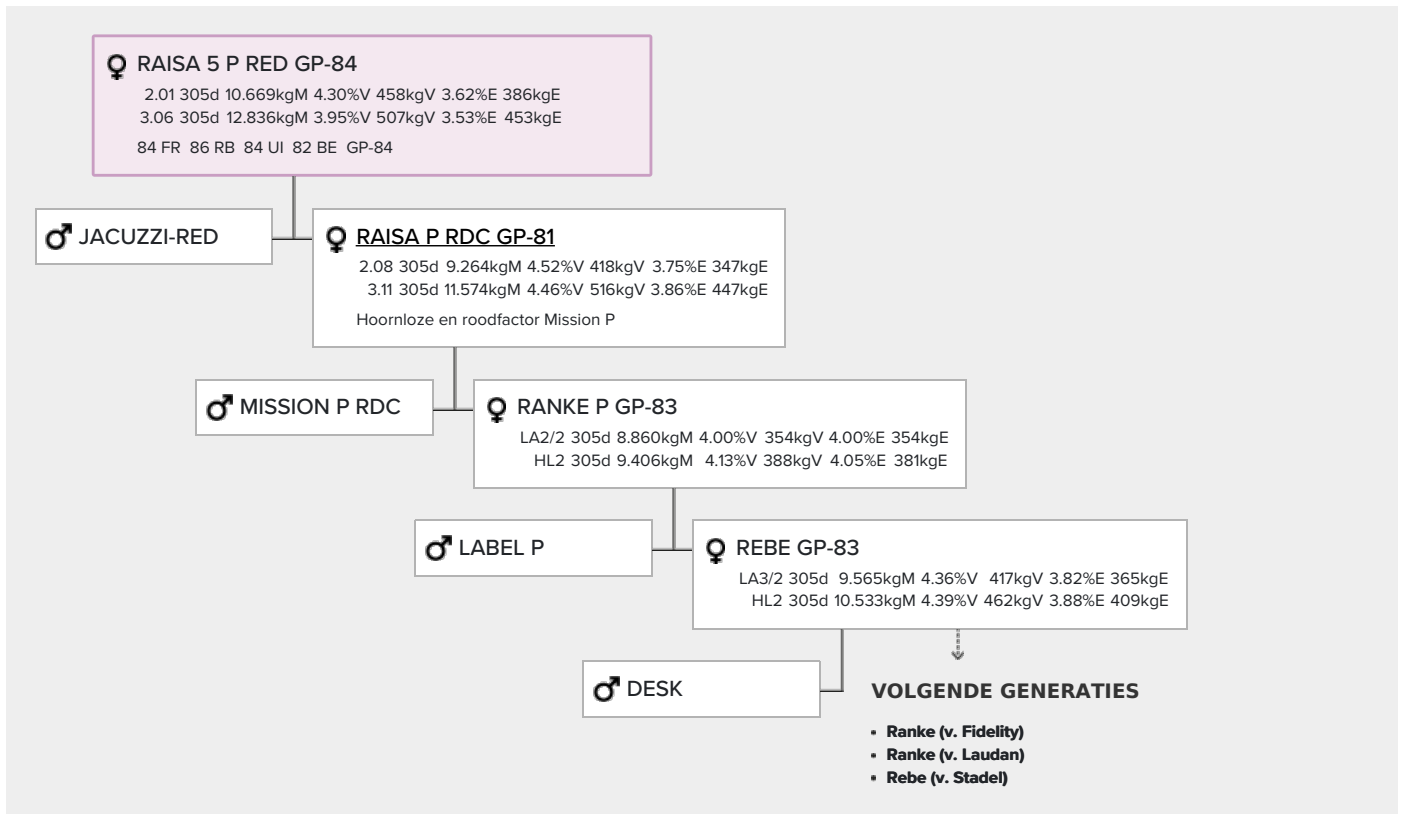 RAISA 5 P RED GP-84
2.01 305d 10.669kgM 4.30%V 458kgV 3.62%E 386kgE
3.06 305d 12.836kgM 3.95%V 507kgV 3.53%E 453kgE
84 FR 86 RB 84 UI 82 BE GP-84
JACUZZI-RED
RAISA P RDC GP-81
2.08 305d 9.264kgM 4.52%V 418kgV 3.75%E 347kgE
3.11 305d 11.574kgM 4.46%V 516kgV 3.86%E 447kgE
Hoornloze en roodfactor Mission P
MISSION P RDC
RANKE P GP-83
LA2/2 305d 8.860kgM 4.00%V 354kgV 4.00%E 354kgE
HL2 305d 9.406kgM 4.13%V 388kgV 4.05%E 381kgE
LABEL P
REBE GP-83
LA3/2 305d 9.565kgM 4.36%V 417kgV 3.82%E 365kgE
HL2 305d 10.533kgM 4.39%V 462kgV 3.88%E 409kgE
DESK
VOLGENDE GENERATIES
Ranke (v. Fidelity)
Ranke (v. Laudan)
Rebe (v. Stadel)